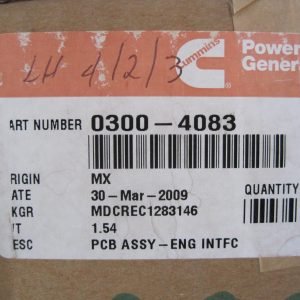 LH 4/2/3
cummins
Power
Genera
ART NUMBER 0300-4083
RIGIN MX
ATE 30-Mar-2009
QUANTITY
KGR MDCREC1283146
T 1.54
ESC PCB ASSY-ENG INTFC